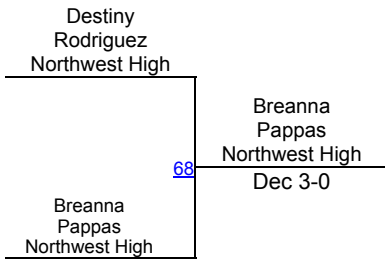 Destiny
Rodriguez
Northwest High
68
Breanna
Pappas
Northwest High
Breanna
Pappas
Northwest High
Dec 3-0